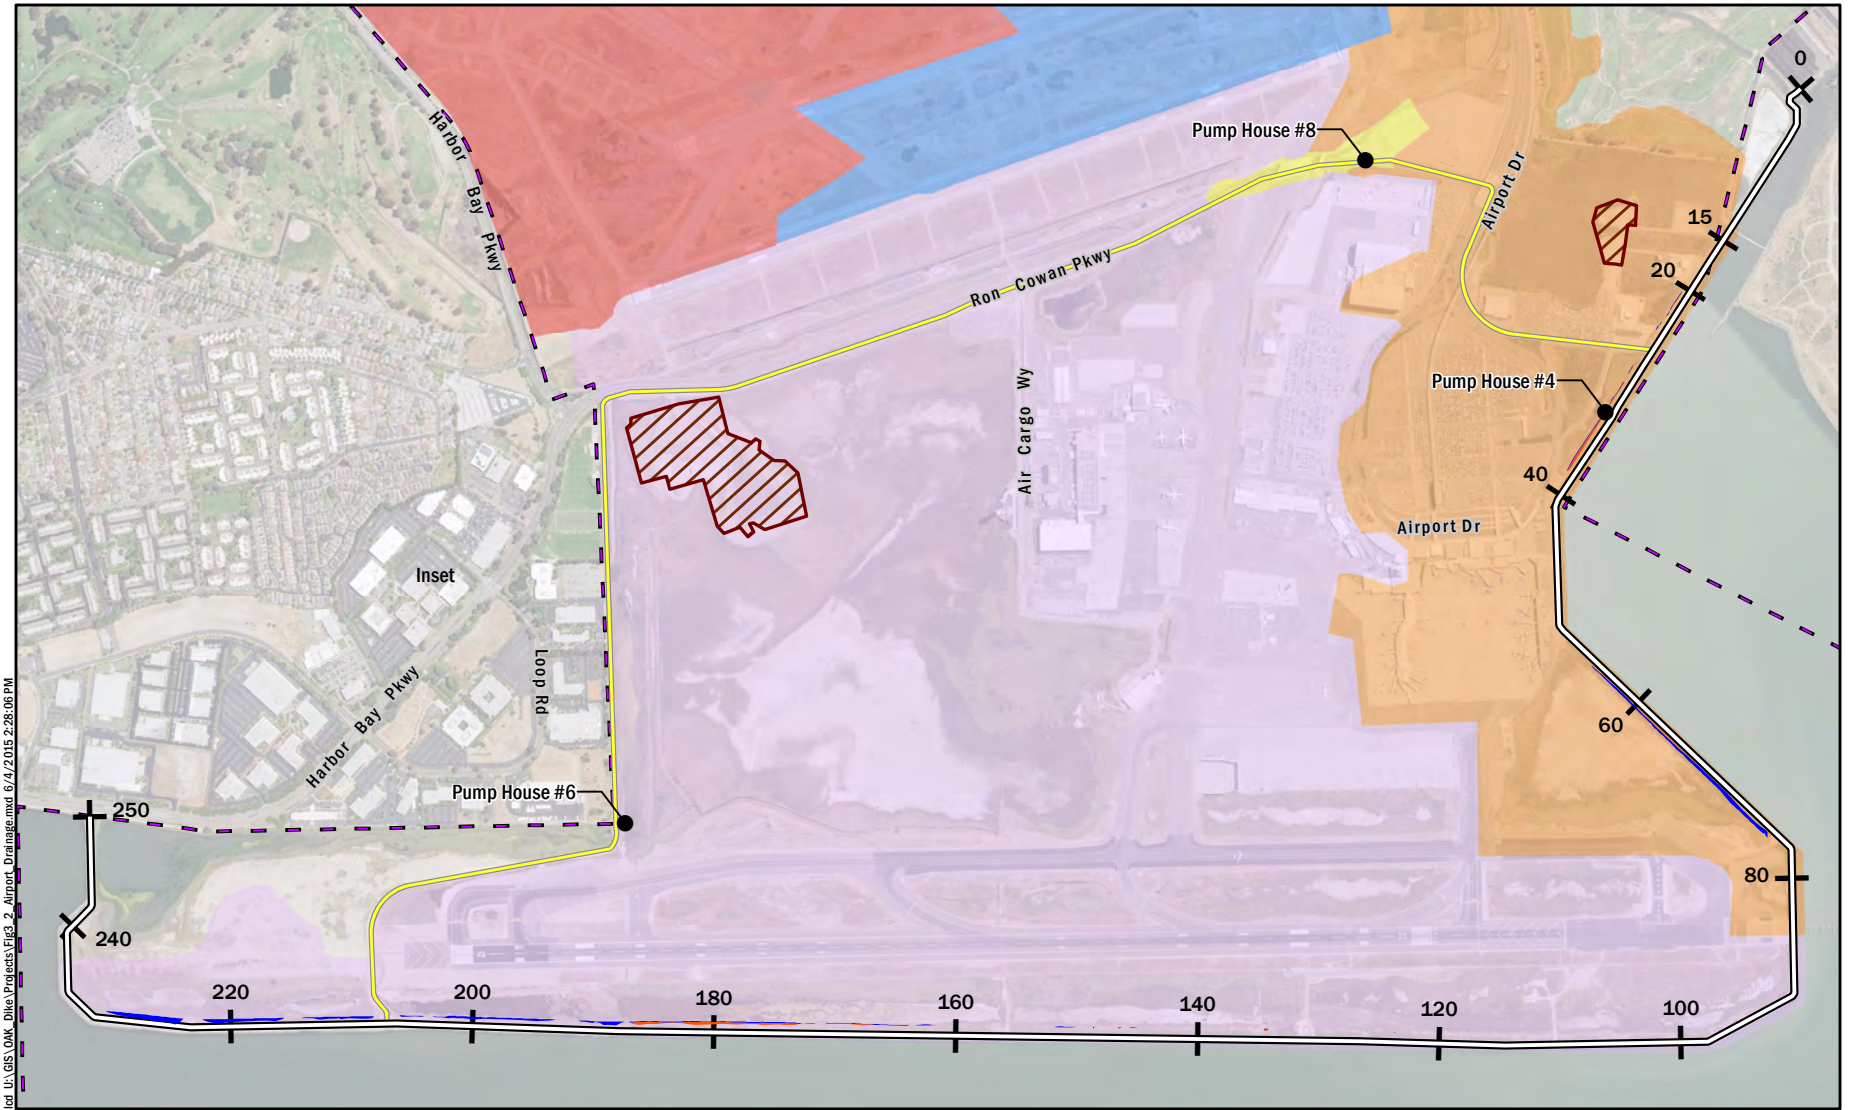 0
Harbor Bay Pkwy
Pump House #8
Airport Dr
15
20
Ron Cowan Pkwy
Pump House #4
Air Cargo Wy
40
Airport Dr
Inset
Loop Rd
Harbor Bay Pkwy
60
Pump House #6
250
80
240
220
200
180
160
140
120
100
lcd U:\GIS\OAK_Dike\Projects\Fig3_2_Airport_Drainage.mxd 6/4/2015 2:28:06 PM